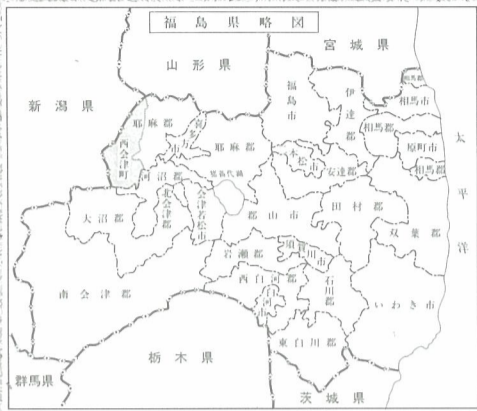 福島県略図
宮城県
山形県
新潟県
福島市
伊達郡
相馬郡
相馬市
太平洋
耶麻郡
喜多方市
耶麻郡
相馬郡
原町市
相馬郡
西会津町
二本松市
安達郡
河沼郡
猪苗代湖
大沼郡
北会津郡
会津若松市
郡山市
田村郡
双葉郡
岩瀬郡
須賀川市
西白河郡
白河市
石川郡
いわき市
南会津郡
東白川郡
栃木県
群馬県
茨城県